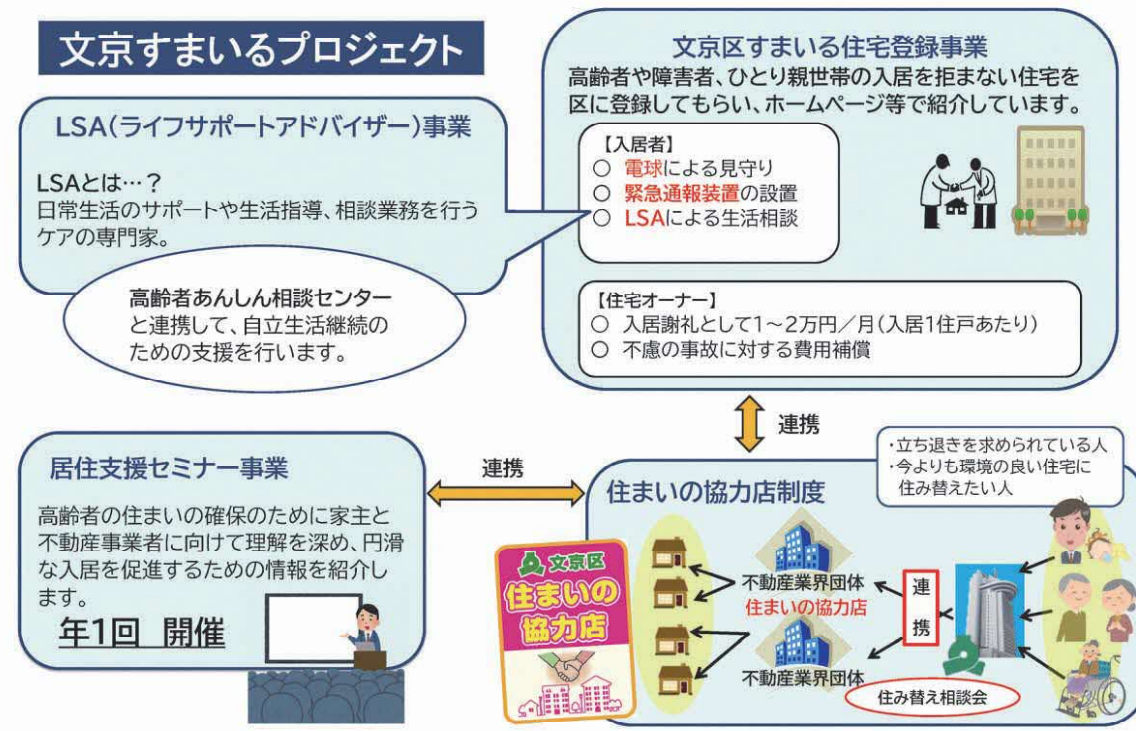 文京すまいるプロジェクト
LSA(ライフサポートアドバイザー)事業
LSAとは…?
日常生活のサポートや生活指導、相談業務を行う
ケアの専門家。
高齢者あんしん相談センター
と連携して、自立生活継続の
ための支援を行います。
文京区すまいる住宅登録事業
高齢者や障害者、ひとり親世帯の入居を拒まない住宅を
区に登録してもらい、ホームページ等で紹介しています。
【入居者】
○ 電球による見守り
○ 緊急通報装置の設置
○ LSAによる生活相談
【住宅オーナー】
○ 入居謝礼として1~2万円/月(入居1住戸あたり)
○ 不慮の事故に対する費用補償
連携
居住支援セミナー事業
高齢者の住まいの確保のために家主と
不動産事業者に向けて理解を深め、円滑
な入居を促進するための情報を紹介し
ます。
年1回 開催
連携
住まいの協力店制度
・立ち退きを求められている人
・今よりも環境の良い住宅に
住み替えたい人
文京区
住まいの
協力店
不動産業界団体
住まいの協力店
不動産業界団体
連
携
住み替え相談会